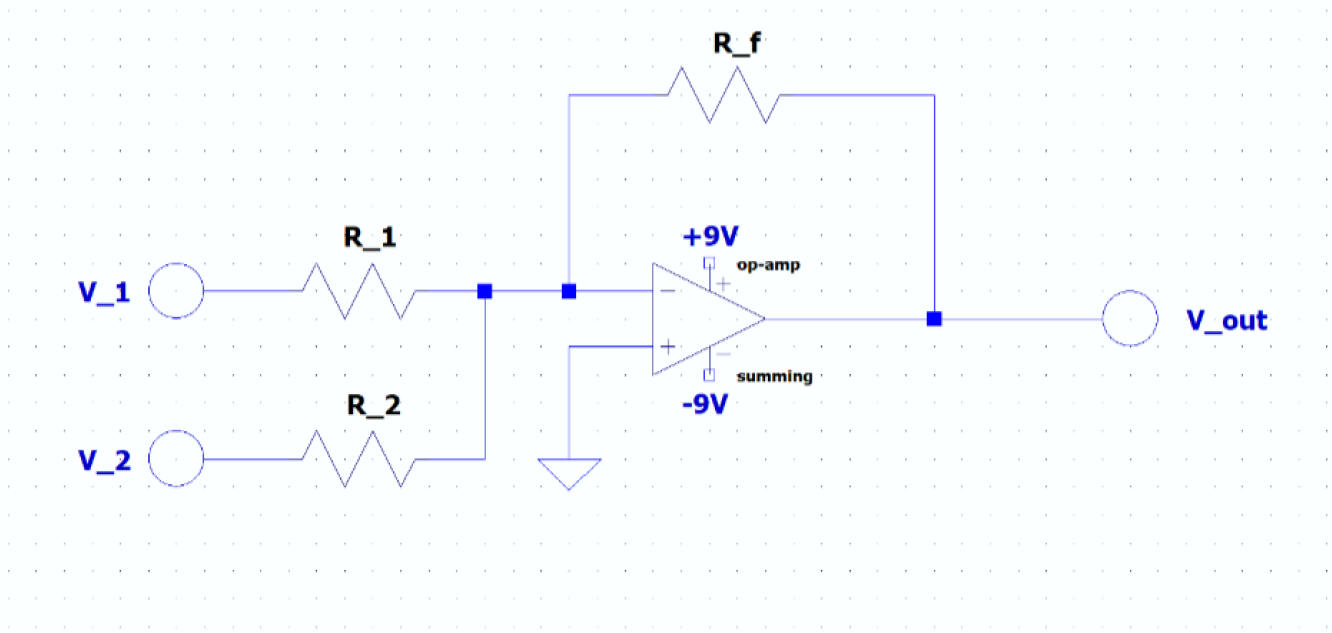 R_f
R_1
+9V
op-amp
V_1
−
+
V_out
+
−
summing
R_2
-9V
V_2